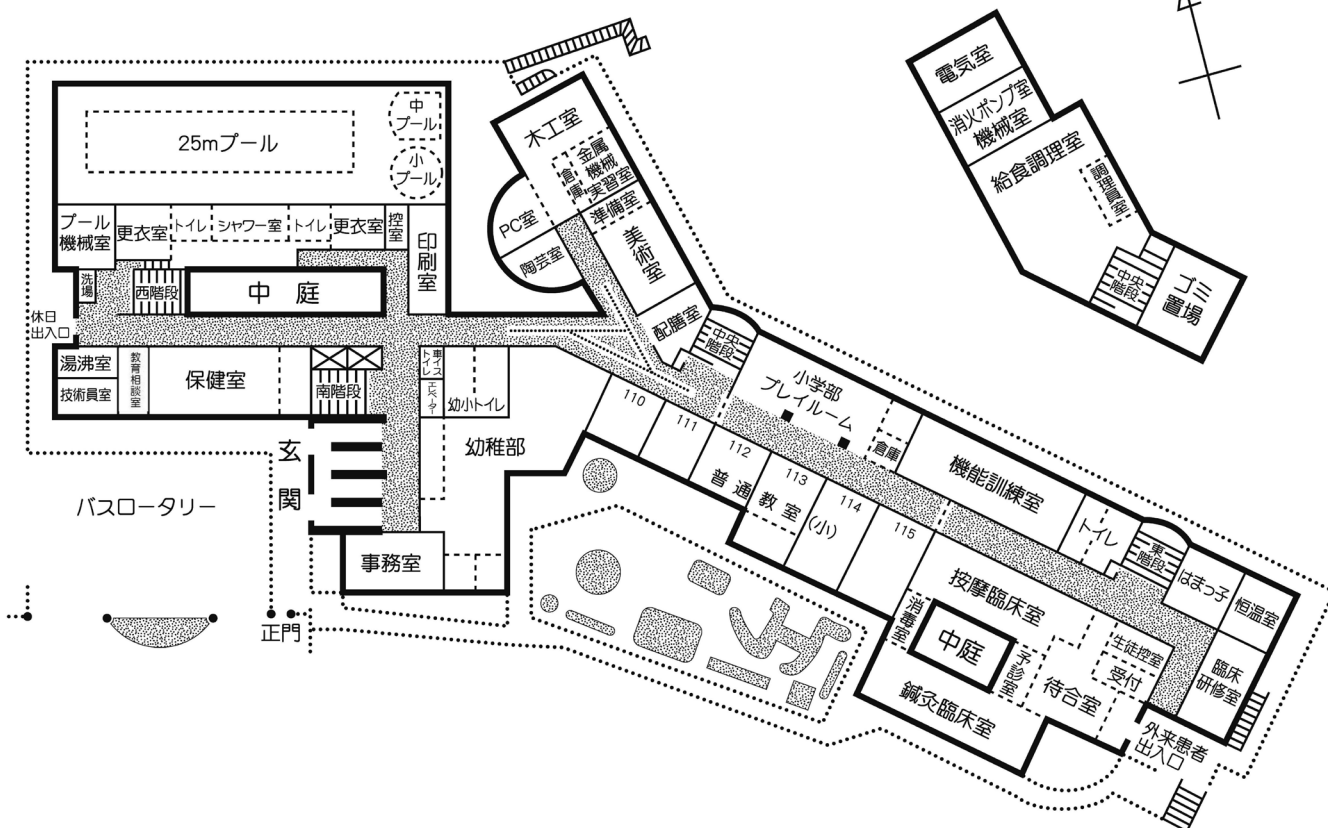 中
プール
25mプール
小
プール
プール
機械室
更衣室
トイレ
シャワー室
トイレ
更衣室
控
室
印
刷
室
洗
場
西階段
中 庭
休日
出入口
湯沸室
技術員室
教
育
相
談
室
保健室
南階段
車イス
トイレ
エレベーター
幼小トイレ
幼稚部
玄
関
バスロータリー
事務室
正門
木工室
倉
庫
金属
機械
実習室
準備室
PC室
陶芸室
美
術
室
配膳室
中央
階段
小学部
プレイルーム
倉庫
機能訓練室
トイレ
東
階段
はまっ子
恒温室
臨床
研修室
110
111
112
113
114
115
普通教室(小)
按摩臨床室
消
毒
室
中庭
予
診
室
生徒控室
受付
待合室
鍼灸臨床室
外来患者
出入口
電気室
消火ポンプ室
機械室
給食調理室
調
理
員
室
中央
階段
ゴミ
置場